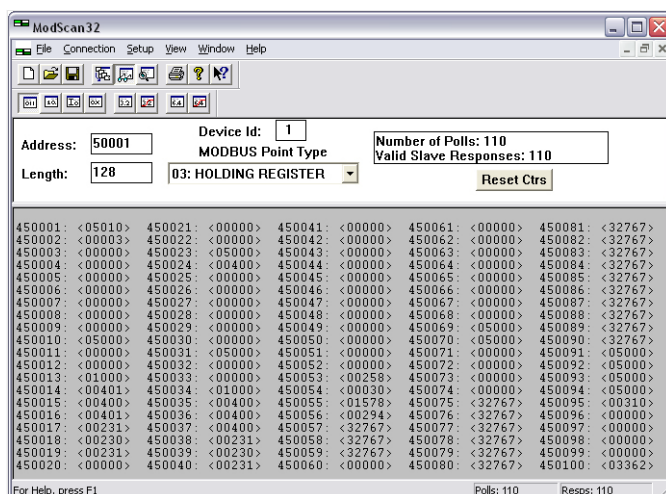 ModScan32
File Connection Setup View Window Help
Address: 50001
Device Id: 1
MODBUS Point Type
Length: 128
03: HOLDING REGISTER
Number of Polls: 110
Valid Slave Responses: 110
Reset Ctrs
450001: <05010> 450021: <00000> 450041: <00000> 450061: <00000> 450081: <32767>
450002: <00003> 450022: <00000> 450042: <00000> 450062: <00000> 450082: <32767>
450003: <00000> 450023: <05000> 450043: <00000> 450063: <00000> 450083: <32767>
450004: <00000> 450024: <00400> 450044: <00000> 450064: <00000> 450084: <32767>
450005: <00000> 450025: <00000> 450045: <00000> 450065: <00000> 450085: <32767>
450006: <00000> 450026: <00000> 450046: <00000> 450066: <00000> 450086: <32767>
450007: <00000> 450027: <00000> 450047: <00000> 450067: <00000> 450087: <32767>
450008: <00000> 450028: <00000> 450048: <00000> 450068: <00000> 450088: <32767>
450009: <00000> 450029: <05000> 450049: <00000> 450069: <05000> 450089: <32767>
450010: <05000> 450030: <00000> 450050: <00000> 450070: <05000> 450090: <32767>
450011: <00000> 450031: <05000> 450051: <00000> 450071: <00000> 450091: <05000>
450012: <00000> 450032: <00000> 450052: <00000> 450072: <00000> 450092: <05000>
450013: <01000> 450033: <00000> 450053: <00258> 450073: <00000> 450093: <05000>
450014: <00401> 450034: <01000> 450054: <00030> 450074: <00000> 450094: <05000>
450015: <00400> 450035: <00400> 450055: <01578> 450075: <32767> 450095: <00310>
450016: <00401> 450036: <00400> 450056: <00294> 450076: <32767> 450096: <00000>
450017: <00231> 450037: <00400> 450057: <32767> 450077: <32767> 450097: <00000>
450018: <00230> 450038: <00231> 450058: <32767> 450078: <32767> 450098: <00000>
450019: <00231> 450039: <00230> 450059: <32767> 450079: <32767> 450099: <00000>
450020: <00000> 450040: <00231> 450060: <00000> 450080: <32767> 450100: <03362>
For Help, press F1
Polls: 110
Resps: 110